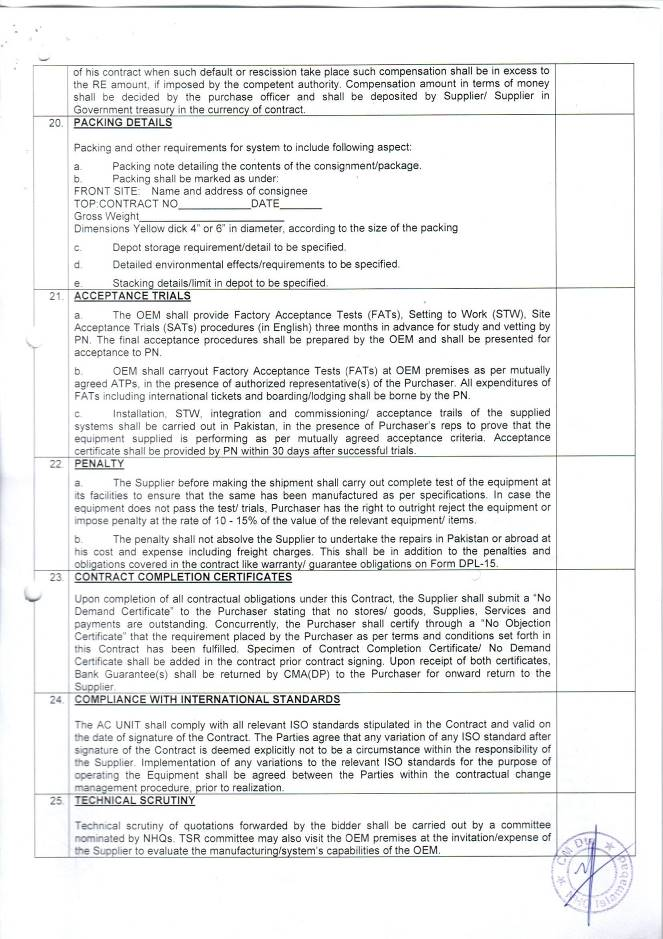 of his contract when such default or rescission take place such compensation shall be in excess to
the RE amount, if imposed by the competent authority. Compensation amount in terms of money
shall be decided by the purchase officer and shall be deposited by Supplier/ Supplier in
Government treasury in the currency of contract.
20. PACKING DETAILS
Packing and other requirements for system to include following aspect:
a. Packing note detailing the contents of the consignment/package.
b. Packing shall be marked as under:
FRONT SITE: Name and address of consignee
TOP:CONTRACT NO____________DATE_______
Gross Weight________________________
Dimensions Yellow dick 4" or 6" in diameter, according to the size of the packing
c. Depot storage requirement/detail to be specified.
d. Detailed environmental effects/requirements to be specified.
e. Stacking details/limit in depot to be specified.
21. ACCEPTANCE TRIALS
a. The OEM shall provide Factory Acceptance Tests (FATs), Setting to Work (STW), Site
Acceptance Trials (SATs) procedures (in English) three months in advance for study and vetting by
PN. The final acceptance procedures shall be prepared by the OEM and shall be presented for
acceptance to PN.
b. OEM shall carryout Factory Acceptance Tests (FATs) at OEM premises as per mutually
agreed ATPs, in the presence of authorized representative(s) of the Purchaser. All expenditures of
FATs including international tickets and boarding/lodging shall be borne by the PN.
c. Installation, STW, integration and commissioning/ acceptance trails of the supplied
systems shall be carried out in Pakistan, in the presence of Purchaser's reps to prove that the
equipment supplied is performing as per mutually agreed acceptance criteria. Acceptance
certificate shall be provided by PN within 30 days after successful trials.
22. PENALTY
a. The Supplier before making the shipment shall carry out complete test of the equipment at
its facilities to ensure that the same has been manufactured as per specifications. In case the
equipment does not pass the test/ trials, Purchaser has the right to outright reject the equipment or
impose penalty at the rate of 10 - 15% of the value of the relevant equipment/ items.
b. The penalty shall not absolve the Supplier to undertake the repairs in Pakistan or abroad at
his cost and expense including freight charges. This shall be in addition to the penalties and
obligations covered in the contract like warranty/ guarantee obligations on Form DPL-15.
23. CONTRACT COMPLETION CERTIFICATES
Upon completion of all contractual obligations under this Contract, the Supplier shall submit a "No
Demand Certificate" to the Purchaser stating that no stores/ goods, Supplies, Services and
payments are outstanding. Concurrently, the Purchaser shall certify through a "No Objection
Certificate" that the requirement placed by the Purchaser as per terms and conditions set forth in
this Contract has been fulfilled. Specimen of Contract Completion Certificate/ No Demand
Certificate shall be added in the contract prior contract signing. Upon receipt of both certificates,
Bank Guarantee(s) shall be returned by CMA(DP) to the Purchaser for onward return to the
Supplier.
24. COMPLIANCE WITH INTERNATIONAL STANDARDS
The AC UNIT shall comply with all relevant ISO standards stipulated in the Contract and valid on
the date of signature of the Contract. The Parties agree that any variation of any ISO standard after
signature of the Contract is deemed explicitly not to be a circumstance within the responsibility of
the Supplier. Implementation of any variations to the relevant ISO standards for the purpose of
operating the Equipment shall be agreed between the Parties within the contractual change
management procedure, prior to realization.
25. TECHNICAL SCRUTINY
Technical scrutiny of quotations forwarded by the bidder shall be carried out by a committee
nominated by NHQs. TSR committee may also visit the OEM premises at the invitation/expense of
the Supplier to evaluate the manufacturing/system's capabilities of the OEM.
Islamabad